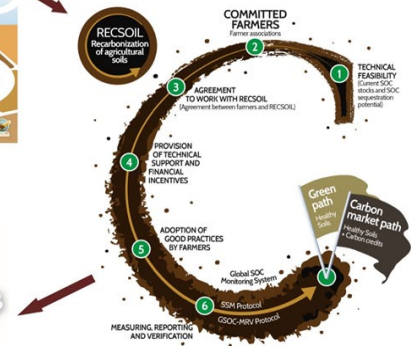 RECSOIL
Recarbonization
of agricultural
soils
COMMITTED
FARMERS
Farmer associations
2
1
TECHNICAL
FEASIBILITY
(Current SOC
stocks and SOC
sequestration
potential)
3
AGREEMENT
TO WORK WITH RECSOIL
(Agreement between farmers and RECSOIL)
4
PROVISION
OF TECHNICAL
SUPPORT AND
FINANCIAL
INCENTIVES
Green
path
Healthy
Soils
Carbon
market path
Healthy Soils
+ Carbon credits
5
ADOPTION OF
GOOD PRACTICES
BY FARMERS
Global SOC
Monitoring System
6
SSM Protocol
GSOC-MRV Protocol
MEASURING, REPORTING
AND VERIFICATION